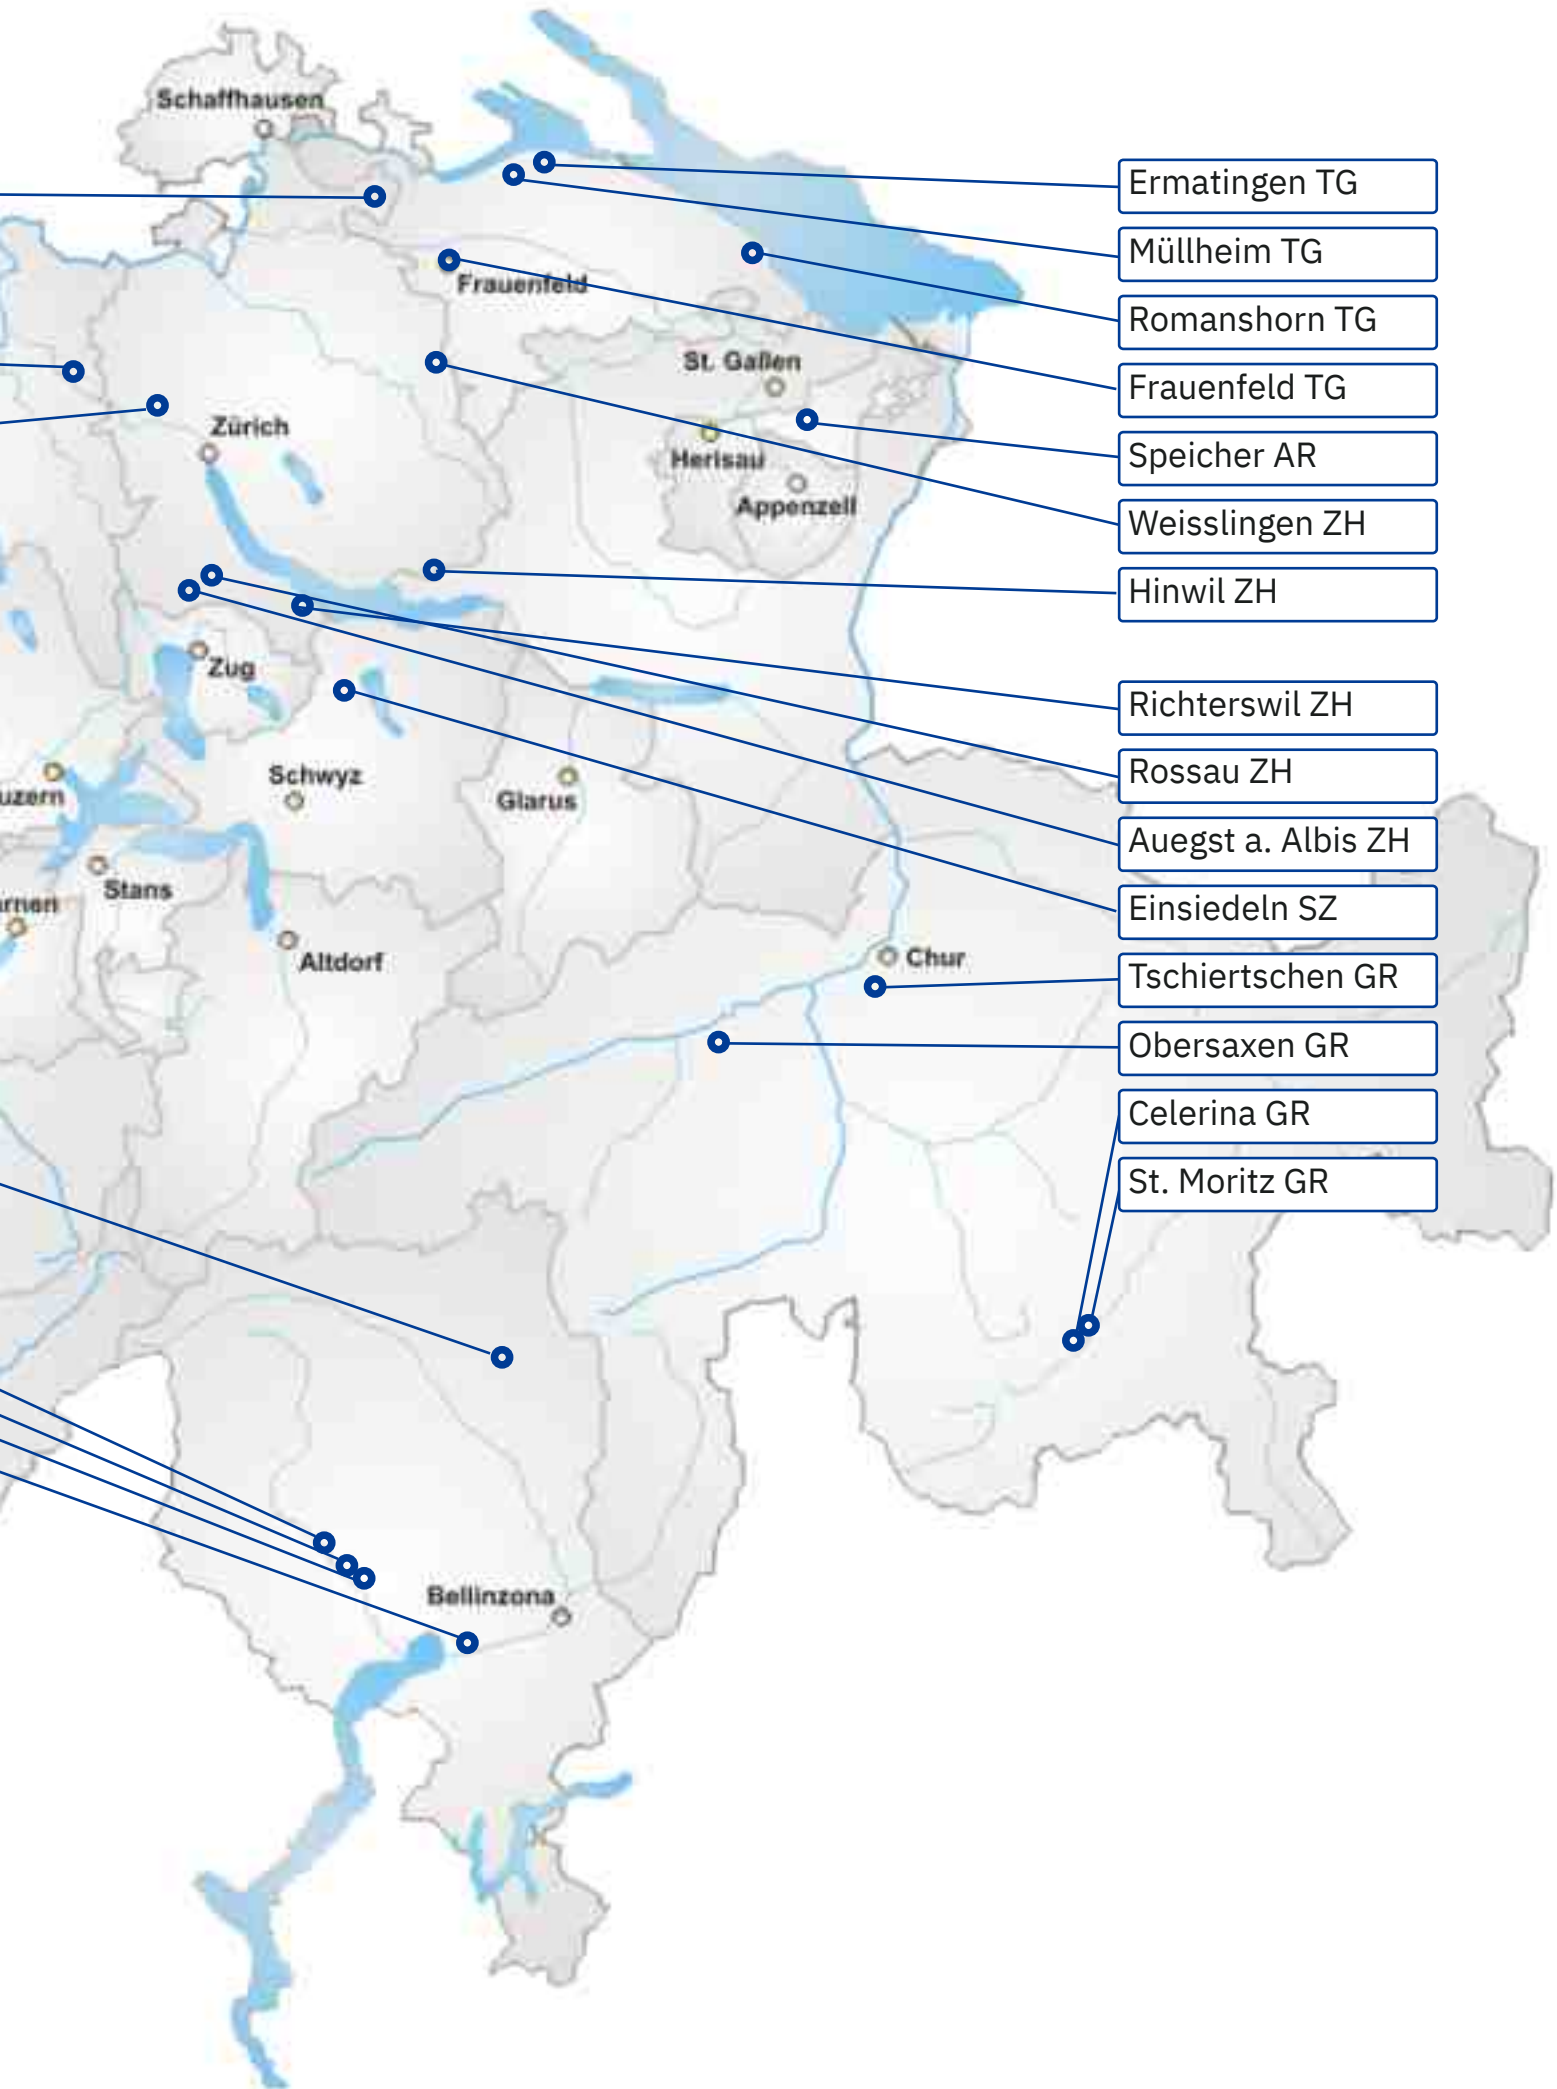 Schaffhausen
Ermatingen TG
Müllheim TG
Romanshorn TG
Frauenfeld
St. Gallen
Frauenfeld TG
Zürich
Herisau
Speicher AR
Appenzell
Weisslingen ZH
Hinwil ZH
Zug
Richterswil ZH
Schwyz
Rossau ZH
uzern
Glarus
Auegst a. Albis ZH
Stans
rnen
Einsiedeln SZ
Altdorf
Chur
Tschiertschen GR
Obersaxen GR
Celerina GR
St. Moritz GR
Bellinzona